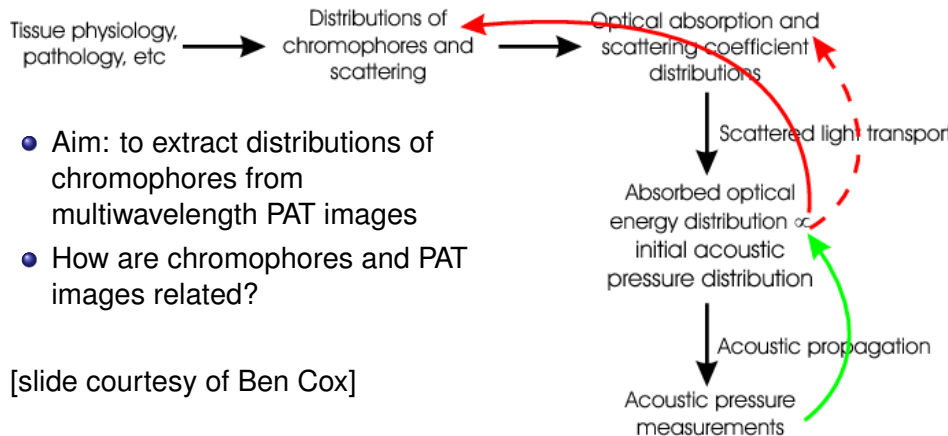 Tissue physiology,
pathology, etc
Distributions of
chromophores and
scattering
Optical absorption and
scattering coefficient
distributions
Scattered light transport
Absorbed optical
energy distribution ∝
initial acoustic
pressure distribution
Acoustic propagation
Acoustic pressure
measurements
Aim: to extract distributions of
chromophores from
multiwavelength PAT images
How are chromophores and PAT
images related?
[slide courtesy of Ben Cox]